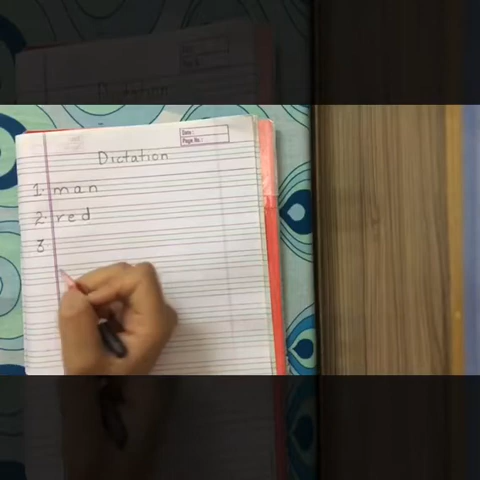 Date:
Page No.:
Dictation
1. man
2. red
3